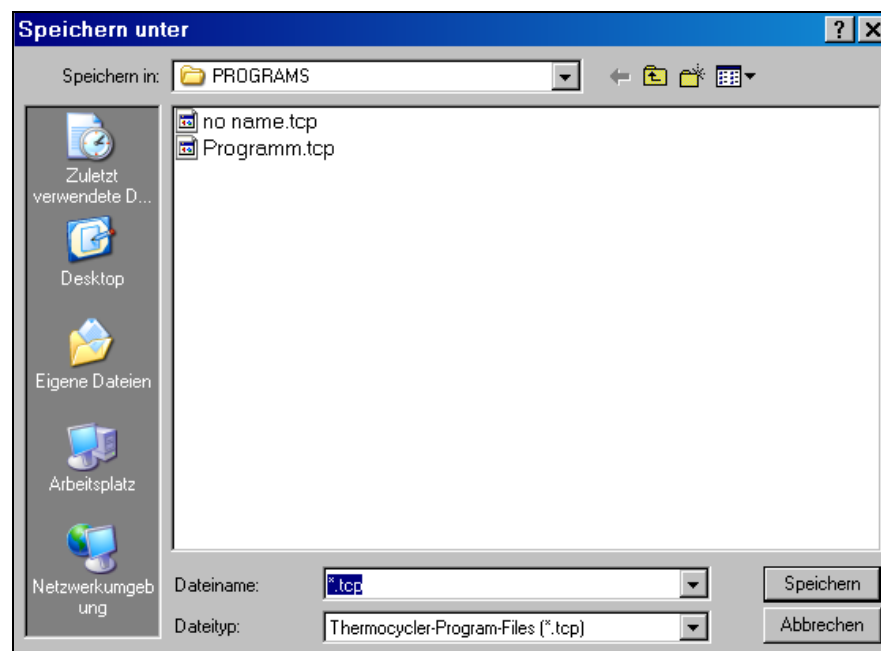 Speichern unter
Speichern in: PROGRAMS
no name.tcp
Programm.tcp
Zuletzt
verwendete D...
Desktop
Eigene Dateien
Arbeitsplatz
Netzwerkumgeb
ung
Dateiname: *.tcp Speichern
Dateityp: Thermocycler-Program-Files (*.tcp) Abbrechen